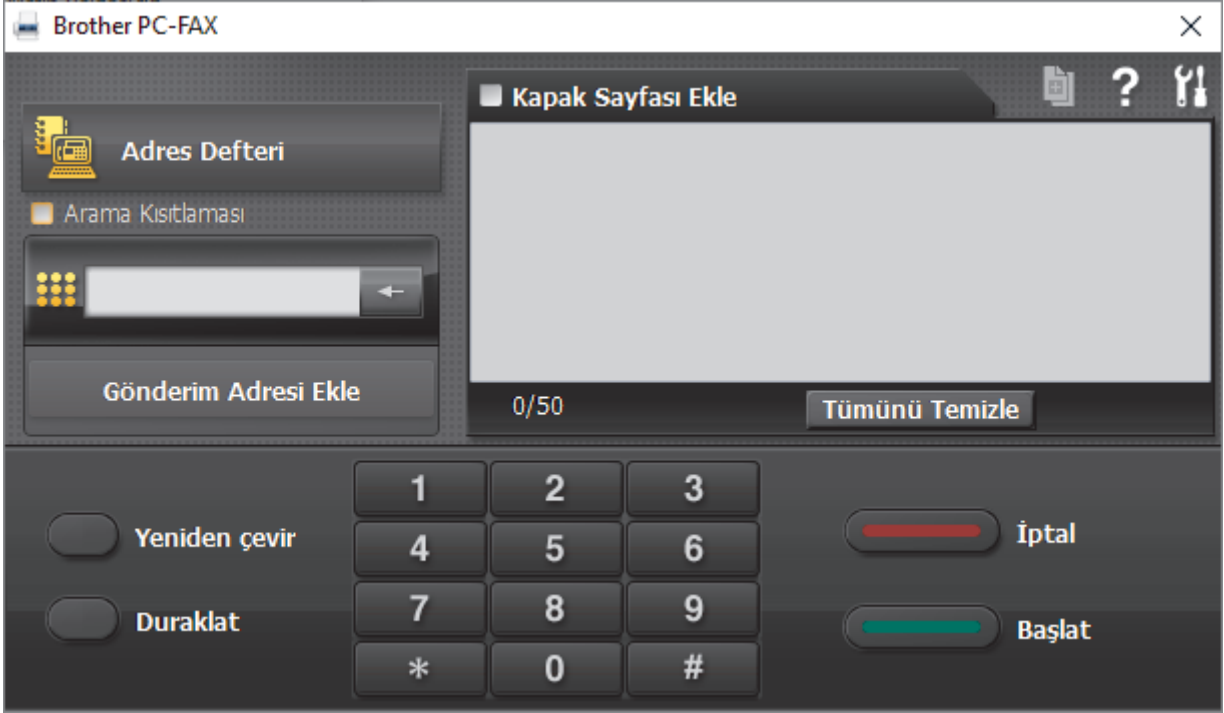 Brother PC-FAX
Kapak Sayfası Ekle
?
Adres Defteri
Arama Kısıtlaması
Gönderim Adresi Ekle
0/50
Tümünü Temizle
1 2 3
4 5 6
7 8 9
* 0 #
Yeniden çevir
Duraklat
İptal
Başlat